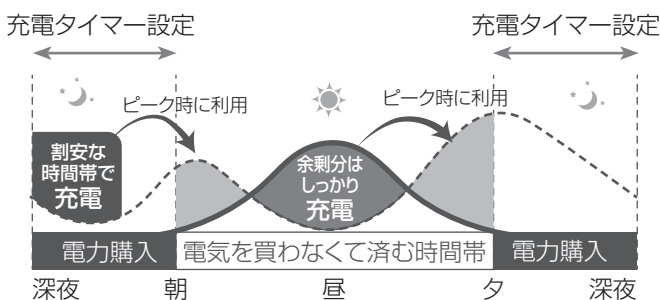 充電タイマー設定
充電タイマー設定
ピーク時に利用
ピーク時に利用
割安な
時間帯で
充電
余剰分は
しっかり
充電
電力購入
電気を買わなくて済む時間帯
電力購入
深夜
朝
昼
夕
深夜